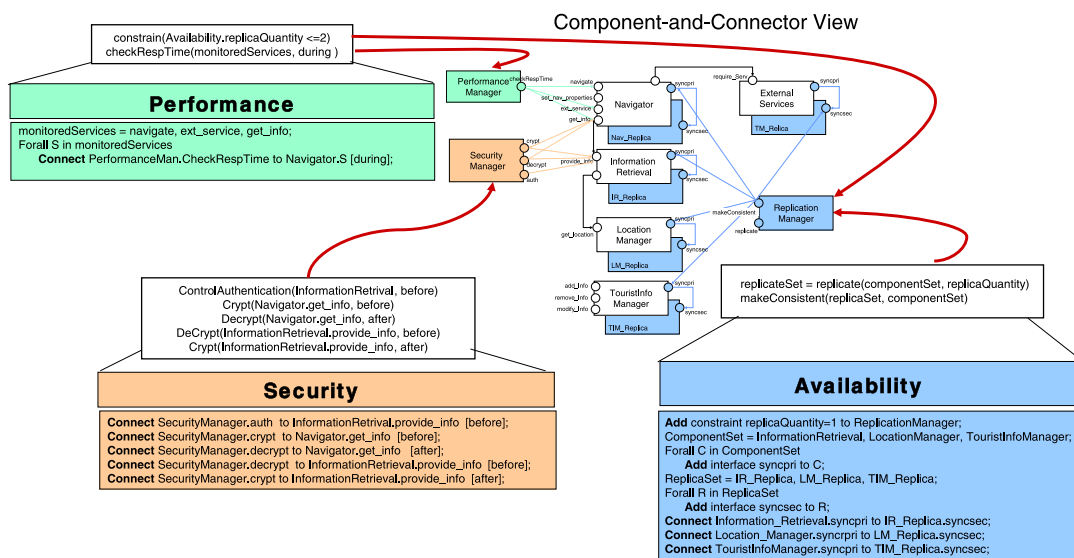 Component-and-Connector View
constrain(Availability.replicaQuantity <=2)
checkRespTime(monitoredServices, during )
Performance
monitoredServices = navigate, ext_service, get_info;
Forall S in monitoredServices
Connect PerformanceMan.CheckRespTime to Navigator.S [during];
Performance
Manager
checkRespTime
navigate
set_nav_properties
ext_service
get_info
Navigator
syncpri
Nav_Replica
syncsec
require_Serv
External
Services
syncpri
TM_Relica
syncsec
Security
Manager
crypt
decrypt
auth
provide_info
Information
Retrieval
syncpri
IR_Replica
syncsec
makeConsistent
replicate
Replication
Manager
get_location
Location
Manager
syncpri
LM_Replica
syncsec
add_Info
remove_Info
modify_Info
TouristInfo
Manager
syncpri
TIM_Replica
syncsec
ControlAuthentication(InformationRetrival, before)
Crypt(Navigator.get_info, before)
Decrypt(Navigator.get_info, after)
DeCrypt(InformationRetrieval.provide_info, before)
Crypt(InformationRetrieval.provide_info, after)
Security
Connect SecurityManager.auth to InformationRetrival.provide_info [before];
Connect SecurityManager.crypt to Navigator.get_info [before];
Connect SecurityManager.decrypt to Navigator.get_info [after];
Connect SecurityManager.decrypt to InformationRetrieval.provide_info [before];
Connect SecurityManager.crypt to InformationRetrieval.provide_info [after];
replicateSet = replicate(componentSet, replicaQuantity)
makeConsistent(replicaSet, componentSet)
Availability
Add constraint replicaQuantity=1 to ReplicationManager;
ComponentSet = InformationRetrieval, LocationManager, TouristInfoManager;
Forall C in ComponentSet
Add interface syncpri to C;
ReplicaSet = IR_Replica, LM_Replica, TIM_Replica;
Forall R in ReplicaSet
Add interface syncsec to R;
Connect Information_Retrieval.syncpri to IR_Replica.syncsec;
Connect Location_Manager.syncpri to LM_Replica.syncsec;
Connect TouristInfoManager.syncpri to TIM_Replica.syncsec;